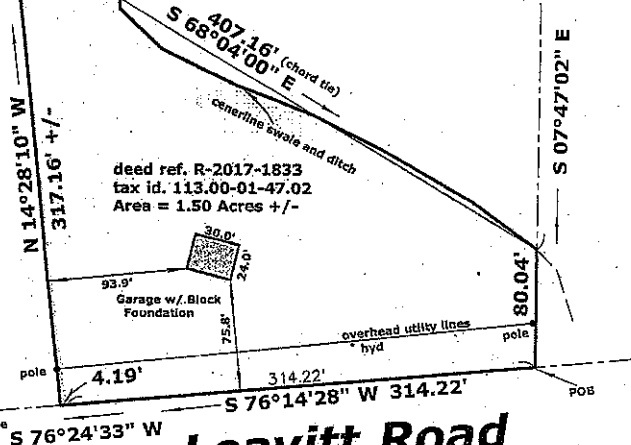 407.16' (chord tie)
S 68°04'00" E
cenerline swale and ditch
S 07°47'02" E
N 14°28'10" W
317.16' +/-
deed ref. R-2017-1833
tax id. 113.00-01-47.02
Area = 1.50 Acres +/-
30.0'
24.0'
93.9'
Garage w/.Block
Foundation
75.8'
80.04'
overhead utility lines
hyd
pole
pole
4.19'
314.22'
S 76°14'28" W 314.22'
POB
S 76°24'33" W
Leavitt Road